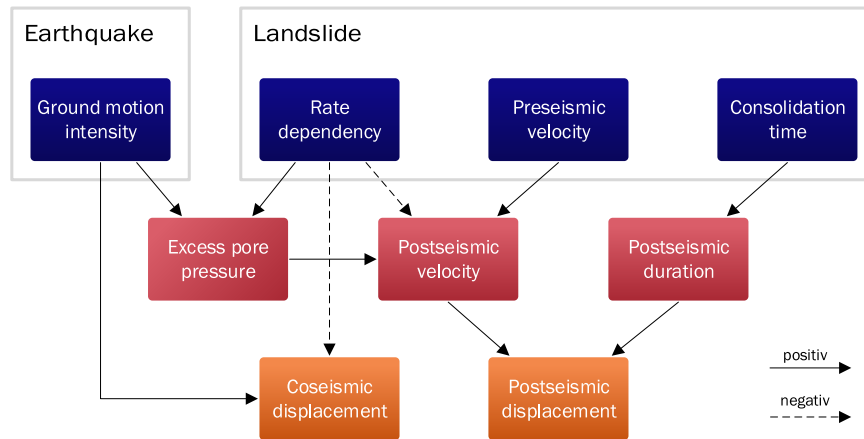 Earthquake
Landslide
Ground motion
intensity
Rate
dependency
Preseismic
velocity
Consolidation
time
Excess pore
pressure
Postseismic
velocity
Postseismic
duration
Coseismic
displacement
Postseismic
displacement
positiv
negativ